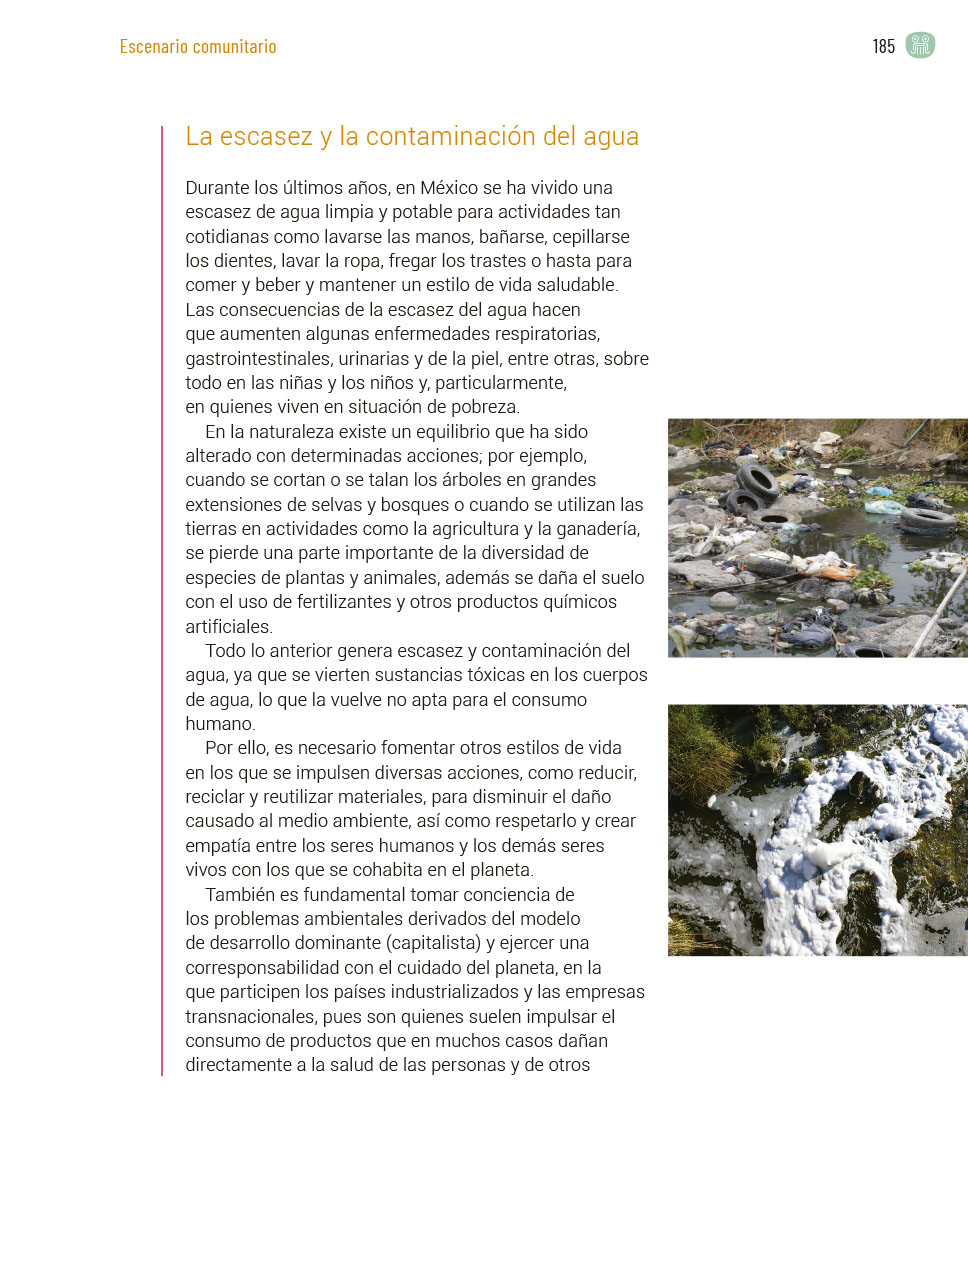 Escenario comunitario
185
La escasez y la contaminación del agua
Durante los últimos años, en México se ha vivido una
escasez de agua limpia y potable para actividades tan
cotidianas como lavarse las manos, bañarse, cepillarse
los dientes, lavar la ropa, fregar los trastes o hasta para
comer y beber y mantener un estilo de vida saludable.
Las consecuencias de la escasez del agua hacen
que aumenten algunas enfermedades respiratorias,
gastrointestinales, urinarias y de la piel, entre otras, sobre
todo en las niñas y los niños y, particularmente,
en quienes viven en situación de pobreza.
En la naturaleza existe un equilibrio que ha sido
alterado con determinadas acciones; por ejemplo,
cuando se cortan o se talan los árboles en grandes
extensiones de selvas y bosques o cuando se utilizan las
tierras en actividades como la agricultura y la ganadería,
se pierde una parte importante de la diversidad de
especies de plantas y animales, además se daña el suelo
con el uso de fertilizantes y otros productos químicos
artificiales.
Todo lo anterior genera escasez y contaminación del
agua, ya que se vierten sustancias tóxicas en los cuerpos
de agua, lo que la vuelve no apta para el consumo
humano.
Por ello, es necesario fomentar otros estilos de vida
en los que se impulsen diversas acciones, como reducir,
reciclar y reutilizar materiales, para disminuir el daño
causado al medio ambiente, así como respetarlo y crear
empatía entre los seres humanos y los demás seres
vivos con los que se cohabita en el planeta.
También es fundamental tomar conciencia de
los problemas ambientales derivados del modelo
de desarrollo dominante (capitalista) y ejercer una
corresponsabilidad con el cuidado del planeta, en la
que participen los países industrializados y las empresas
transnacionales, pues son quienes suelen impulsar el
consumo de productos que en muchos casos dañan
directamente a la salud de las personas y de otros